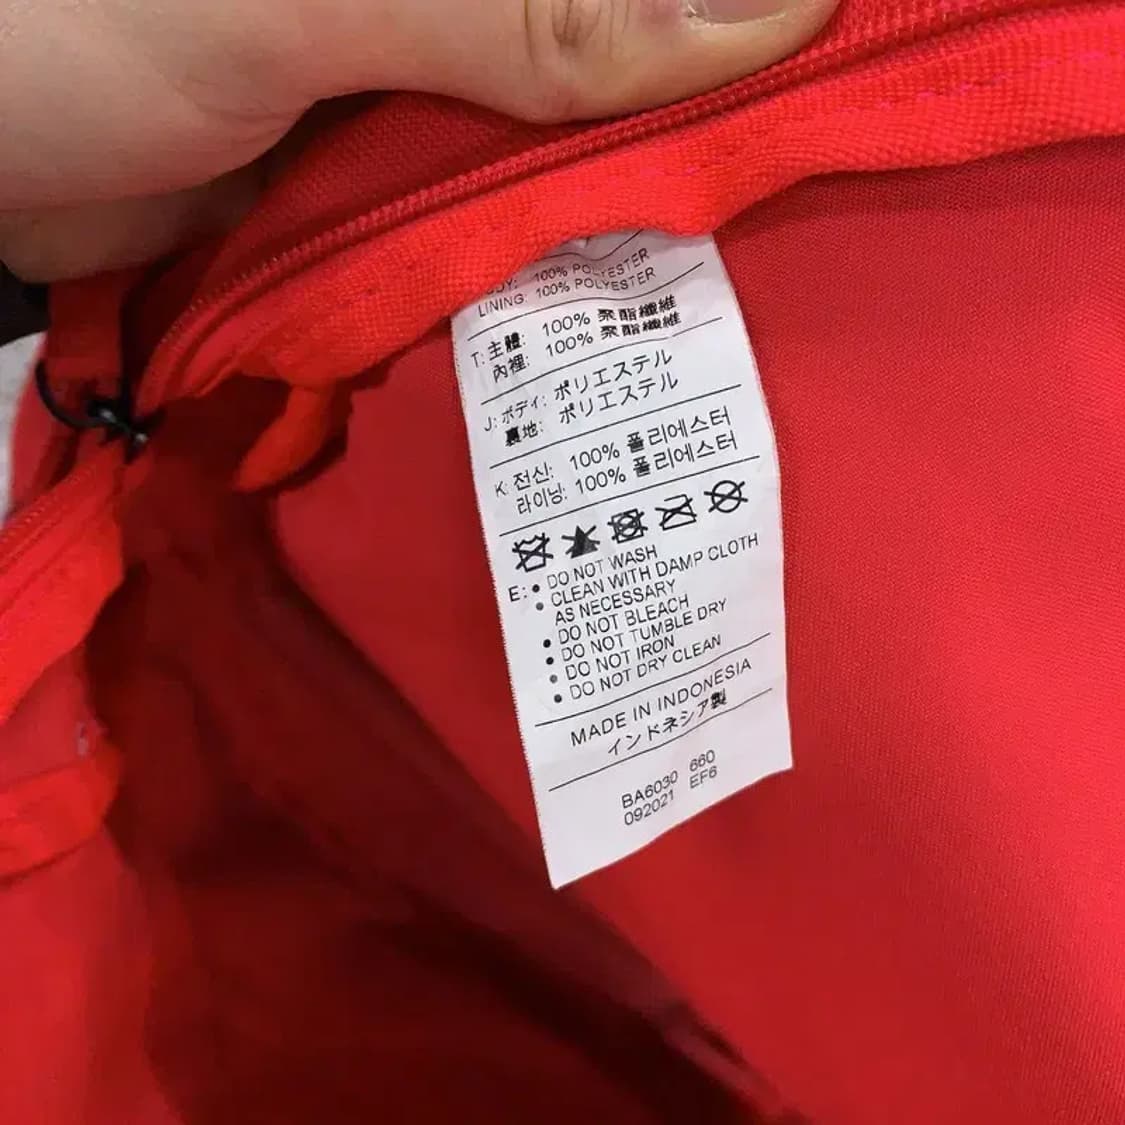 100% POLYESTER
LINING: 100% POLYESTER
T: 主體: 100% 聚酯纖維
內裡: 100% 聚酯纖維
J: ボディ: ポリエステル
裏地: ポリエステル
K: 전신: 100% 폴리에스터
라이닝: 100% 폴리에스터
E: • DO NOT WASH
• CLEAN WITH DAMP CLOTH
AS NECESSARY
• DO NOT BLEACH
• DO NOT TUMBLE DRY
• DO NOT IRON
• DO NOT DRY CLEAN
MADE IN INDONESIA
インドネシア製
BA6030 660
092021 EF6